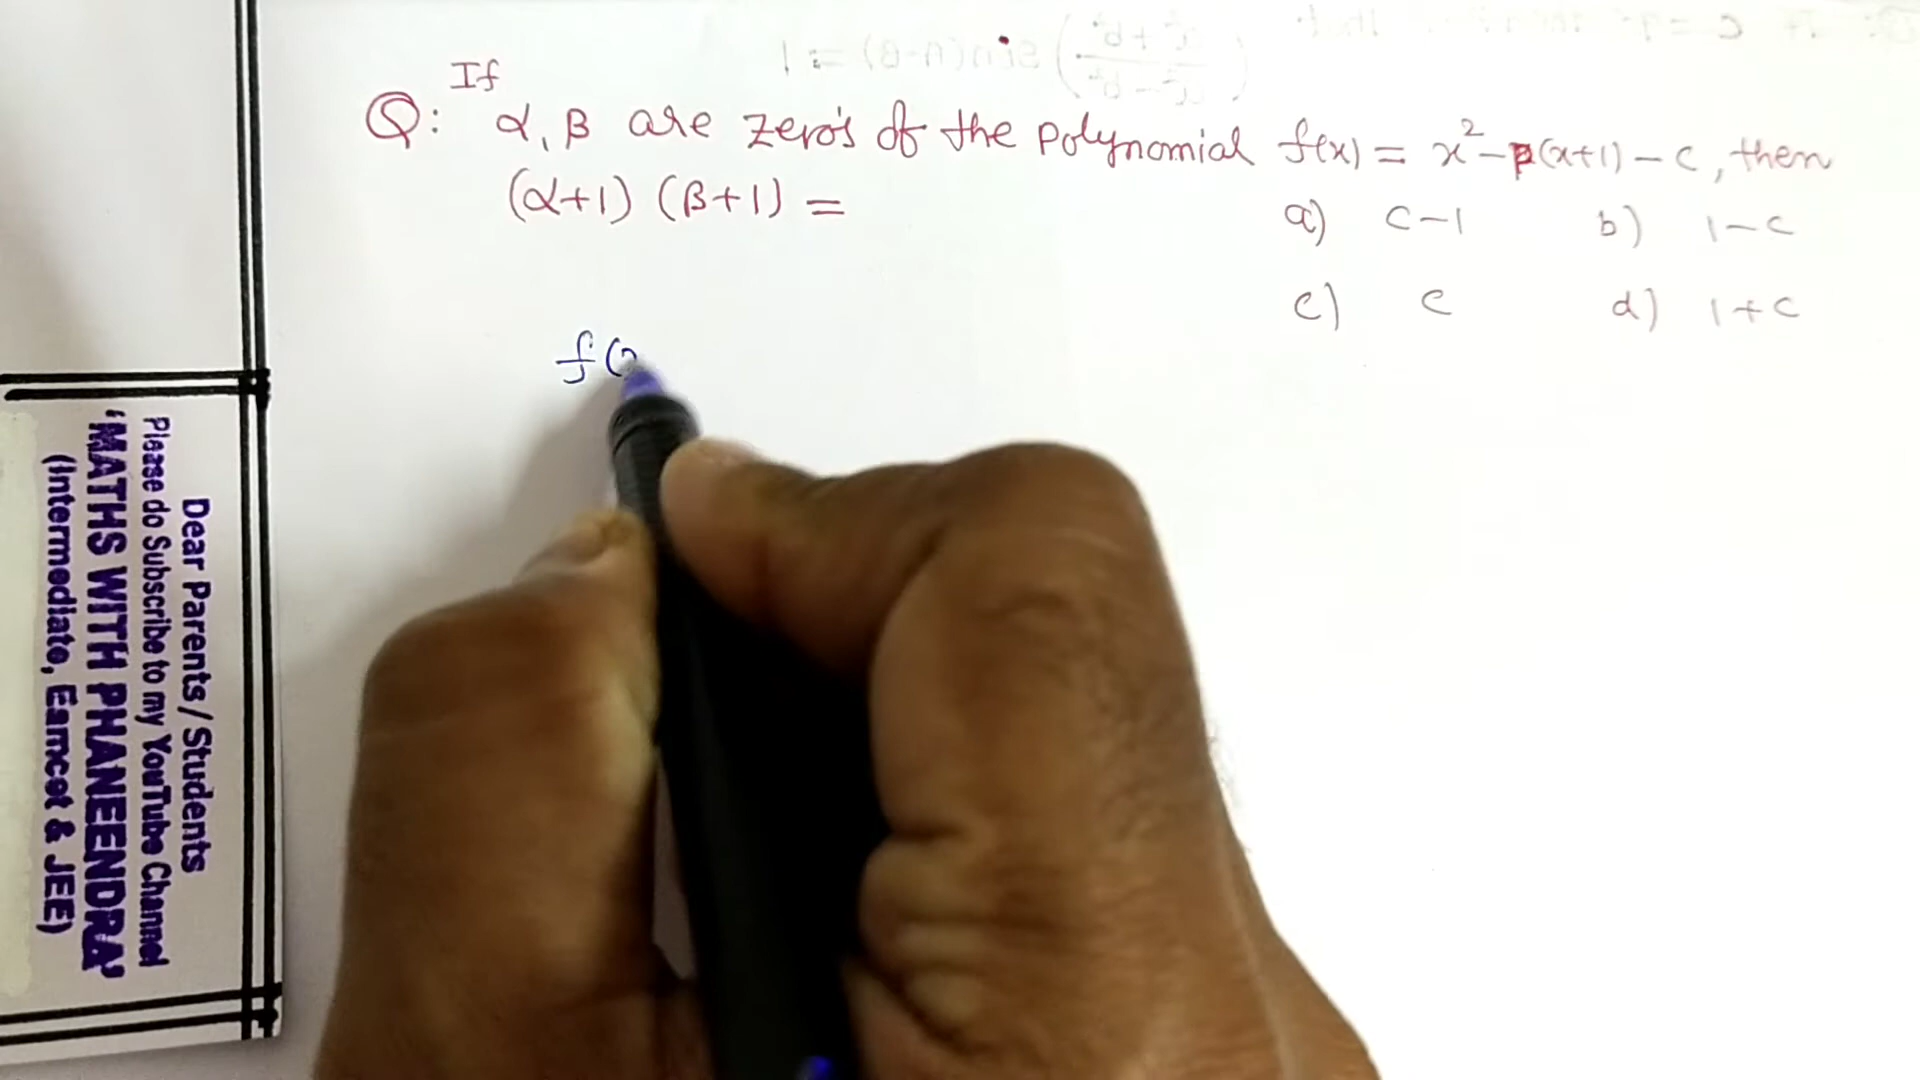 If
Q: α, β are zero's of the polynomial f(x) = x² - p(x+1) - c, then
(α+1) (β+1) =
a) c-1 b) 1-c
c) c d) 1+c
f(
Dear Parents / Students
Please do Subscribe to my YouTube Channel
'MATHS WITH PHANEENDRA'
(Intermediate, Eamcet & JEE)